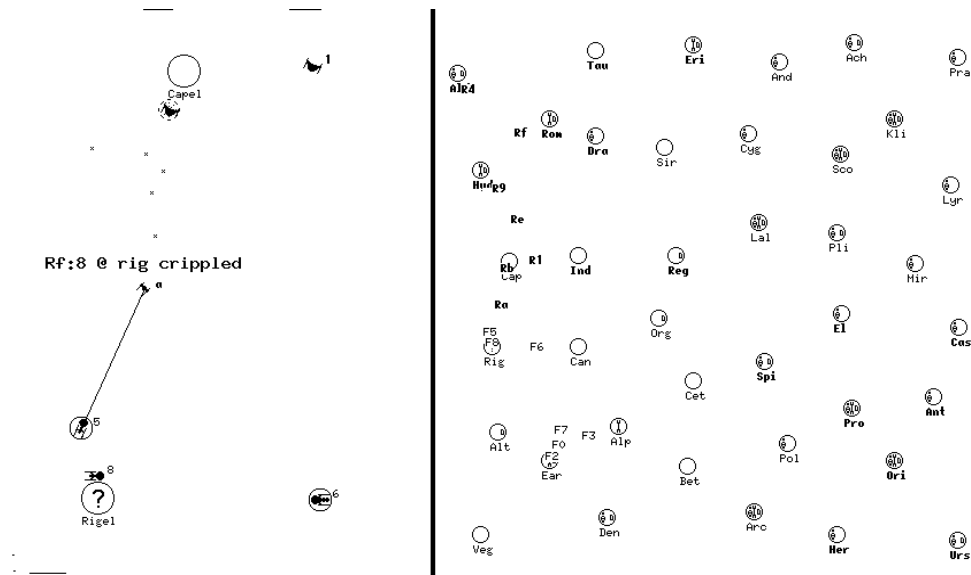 1
Capel
Rf:8 @ rig crippled
a
5
8
?
Rigel
6
Tau
Eri
And
Ach
Pra
R4
Rf
Rom
Dra
Sir
Cyg
Kli
Sco
Lyr
Hyd
R9
Re
Lal
Pli
Rb
R1
Cap
Ind
Reg
Mir
Ra
F5
F8
F6
Rig
Can
Org
El
Cas
Spi
Cet
Ant
Pro
Alt
F7
F3
F0
Alp
F2
Ear
Pol
Bet
Ori
Veg
Den
Arc
Her
Urs